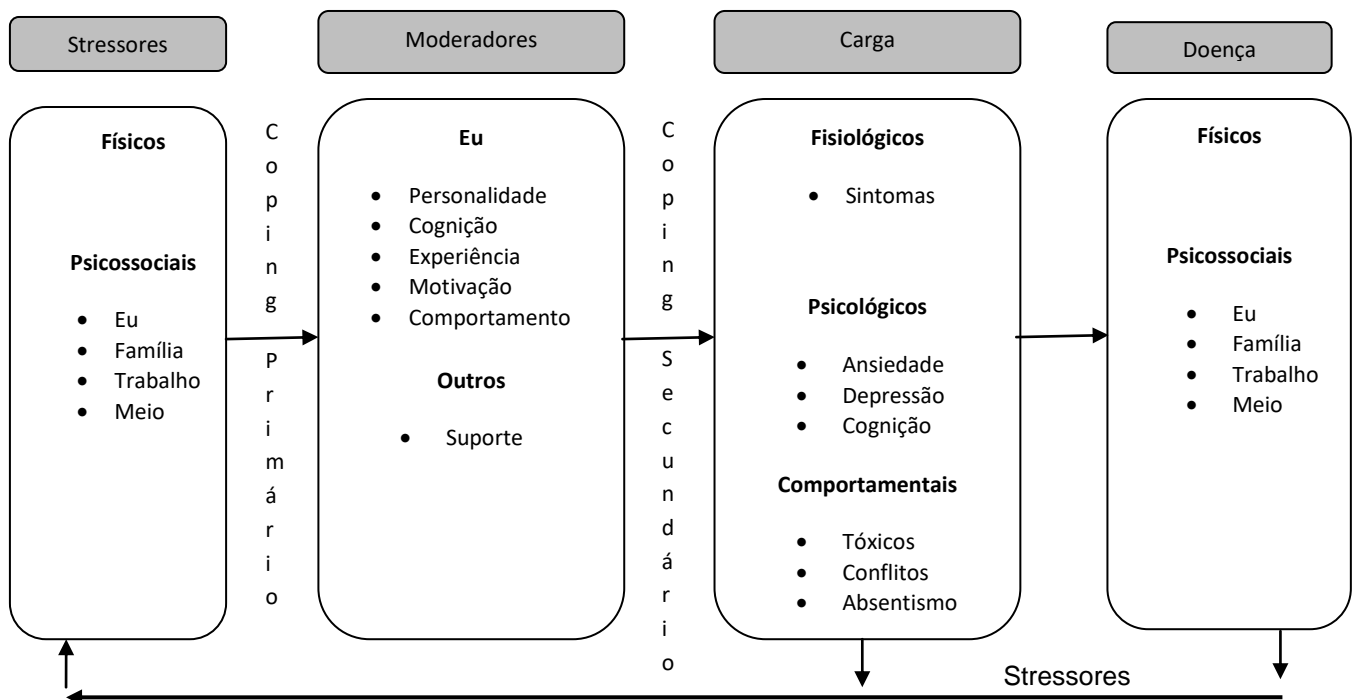 Stressores
Moderadores
Carga
Doença
Físicos
Psicossociais
• Eu
• Família
• Trabalho
• Meio
Coping Primário
Eu
• Personalidade
• Cognição
• Experiência
• Motivação
• Comportamento
Outros
• Suporte
Coping Secundário
Fisiológicos
• Sintomas
Psicológicos
• Ansiedade
• Depressão
• Cognição
Comportamentais
• Tóxicos
• Conflitos
• Absentismo
Físicos
Psicossociais
• Eu
• Família
• Trabalho
• Meio
Stressores